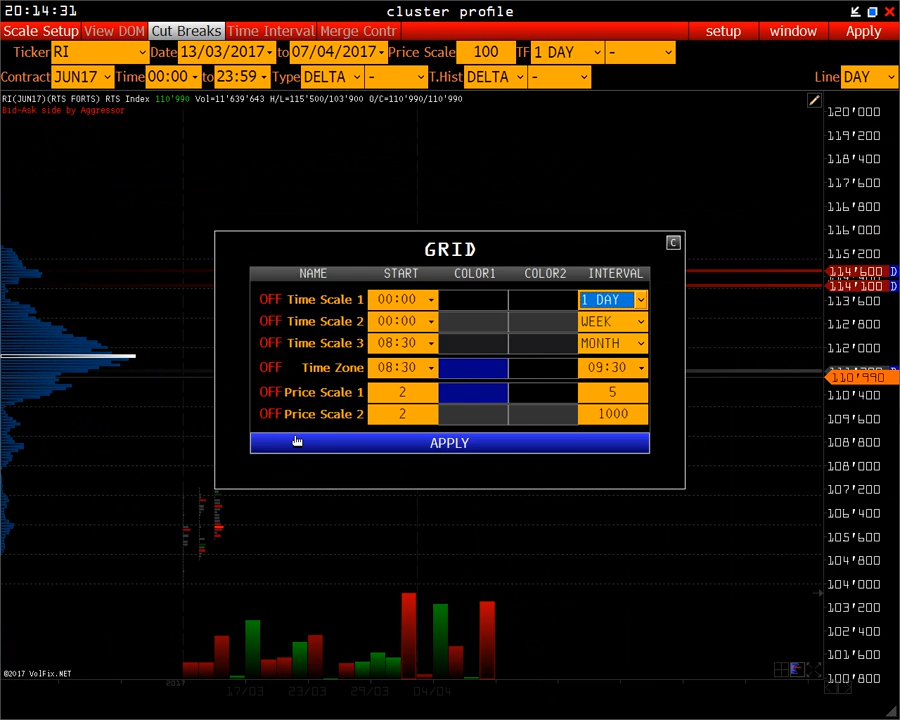 20:14:31 cluster profile
Scale Setup View DOM Cut Breaks Time Interval Merge Contr setup window Apply
Ticker RI Date 13/03/2017 to 07/04/2017 Price Scale 100 TF 1 DAY -
Contract JUN17 Time 00:00 to 23:59 Type DELTA - T.Hist DELTA - Line DAY
RI(JUN17)(RTS FORTS) RTS Index 110'990 Vol=11'639'643 H/L=115'500/103'900 O/C=110'990/110'990
Bid-Ask side by Aggressor
120'000
119'200
118'400
117'600
116'800
116'000
115'200
114'600 D
114'100 D
113'600
112'800
112'000
D
110'990
109'600
108'800
108'000
107'200
106'400
105'600
104'800
104'000
103'200
102'400
101'600
100'800
GRID C
NAME START COLOR1 COLOR2 INTERVAL
OFF Time Scale 1 00:00 1 DAY
OFF Time Scale 2 00:00 WEEK
OFF Time Scale 3 08:30 MONTH
OFF Time Zone 08:30 09:30
OFF Price Scale 1 2 5
OFF Price Scale 2 2 1000
APPLY
©2017 VolFix.NET
2017 17/03 23/03 29/03 04/04